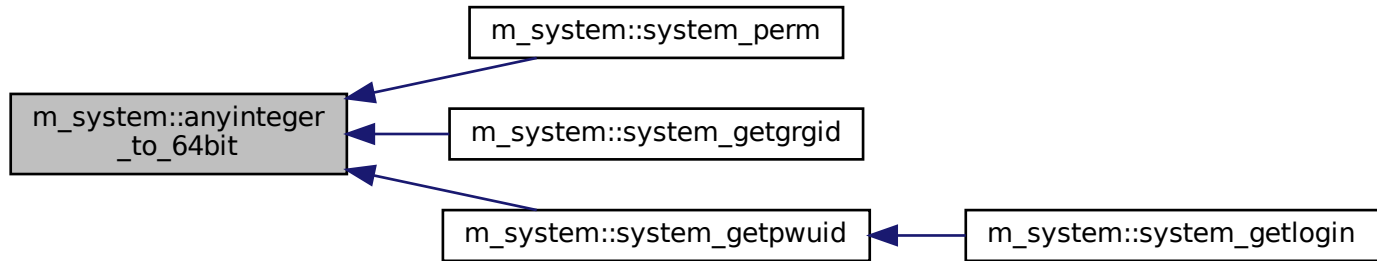 m_system::system_perm
m_system::anyinteger
_to_64bit
m_system::system_getgrgid
m_system::system_getpwuid
m_system::system_getlogin